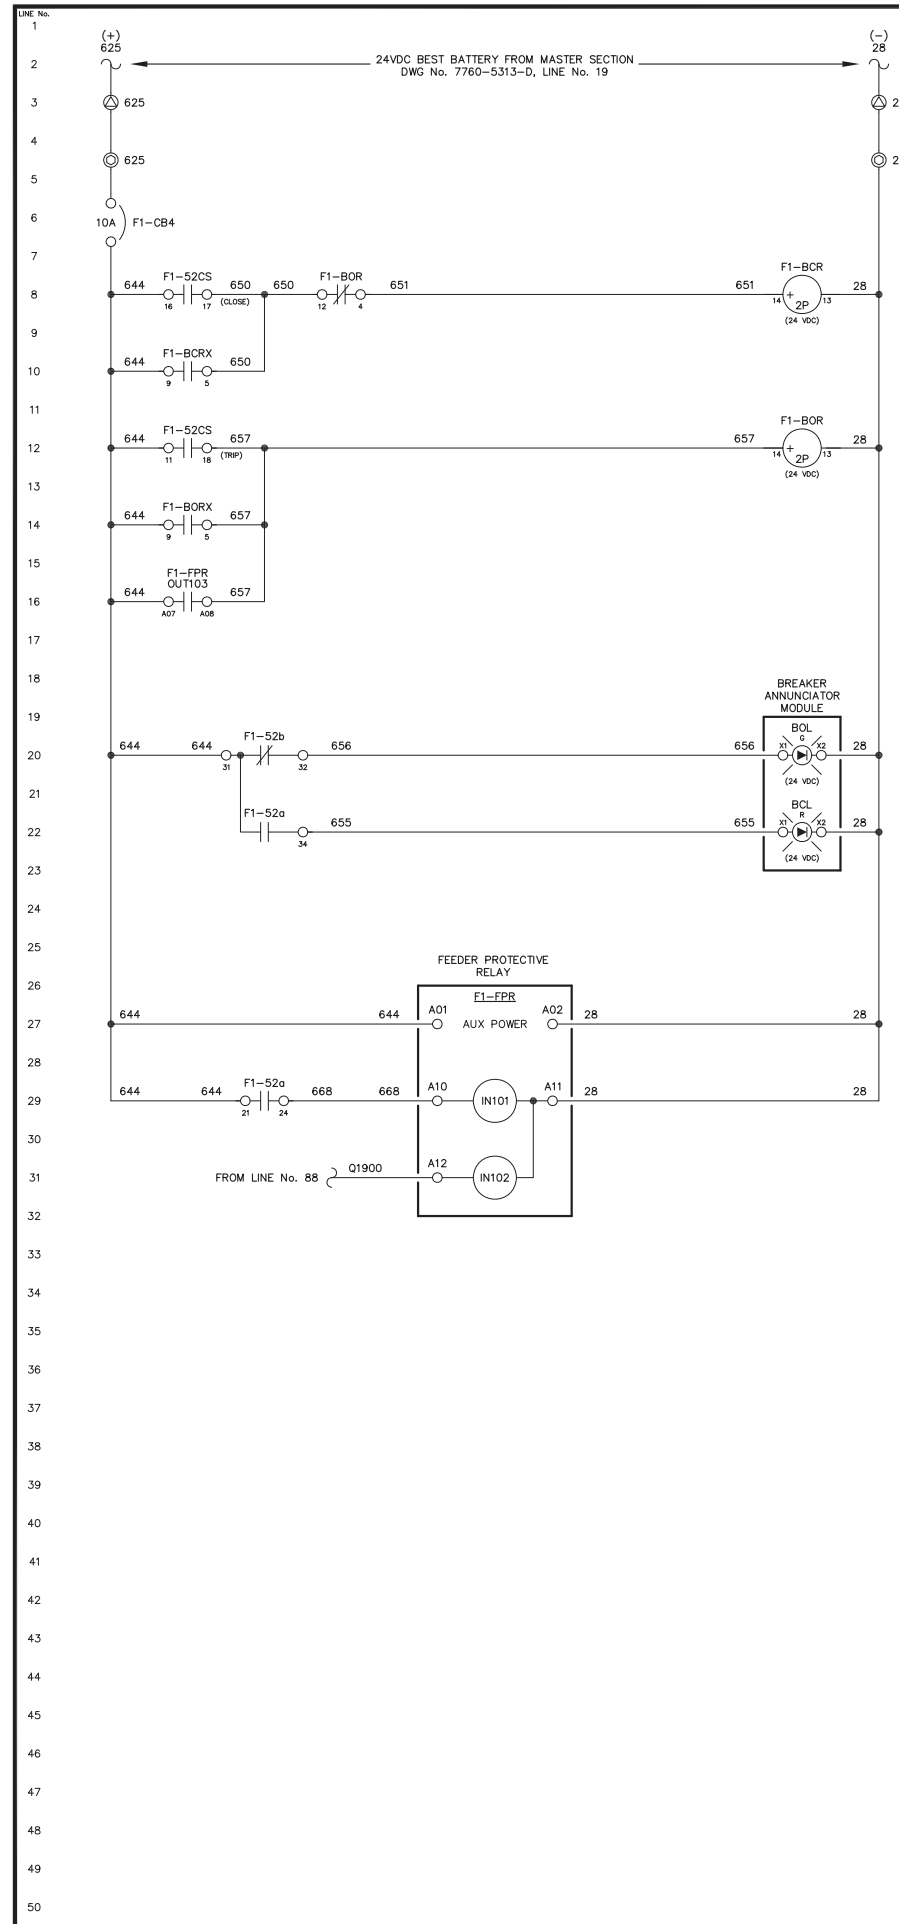 LINE No.
1
(+) (-)
625 28
2
24VDC BEST BATTERY FROM MASTER SECTION
DWG No. 7760-5313-D, LINE No. 19
3 625 2
4
625 2
5
6 10A F1-CB4
7
F1-52CS F1-BOR F1-BCR
644 650 650 651 651 28
8 16 17 (CLOSE) 12 4 14 + 2P 13
(24 VDC)
9
F1-BCRX
644 650
10 9 5
11
F1-52CS F1-BOR
644 657 657 28
12 11 18 (TRIP) 14 + 2P 13
(24 VDC)
13
F1-BORX
644 657
14 9 5
15
F1-FPR
OUT103
644 657
16 A07 A08
17
18
BREAKER
ANNUNCIATOR
MODULE
19
F1-52b BOL
G
644 644 656 656 X1 X2 28
20 31 32
(24 VDC)
21
F1-52a BCL
R
655 655 X1 X2 28
22 34
(24 VDC)
23
24
25
FEEDER PROTECTIVE
RELAY
26
F1-FPR
644 644 A01 A02 28 28
27 AUX POWER
28
F1-52a
644 644 668 668 A10 A11 28 28
29 21 24 IN101
30
Q1900 A12
31 FROM LINE No. 88 IN102
32
33
34
35
36
37
38
39
40
41
42
43
44
45
46
47
48
49
50